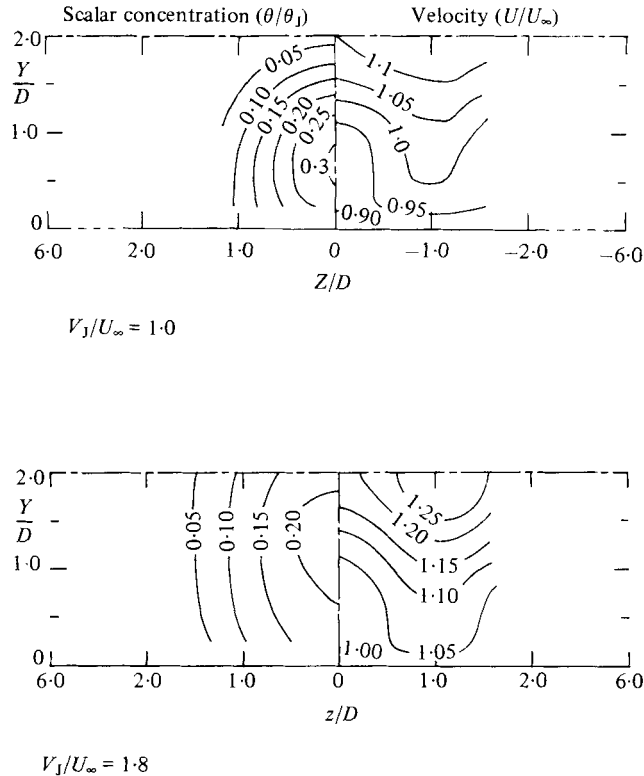 Scalar concentration (θ/θJ) Velocity (U/U∞)
2·0
Y
D
1·0
0
0·05
0·10
0·15
0·20
0·25
0·3
1·1
1·05
1·0
0·95
0·90
6·0 2·0 1·0 0 −1·0 −2·0 −6·0
Z/D
VJ/U∞ = 1·0
2.0
Y
D
1·0
0
0·05
0·10
0·15
0·20
1·25
1·20
1·15
1·10
1·05
1·00
6·0 2·0 1·0 0 1·0 2·0 6·0
z/D
VJ/U∞ = 1·8